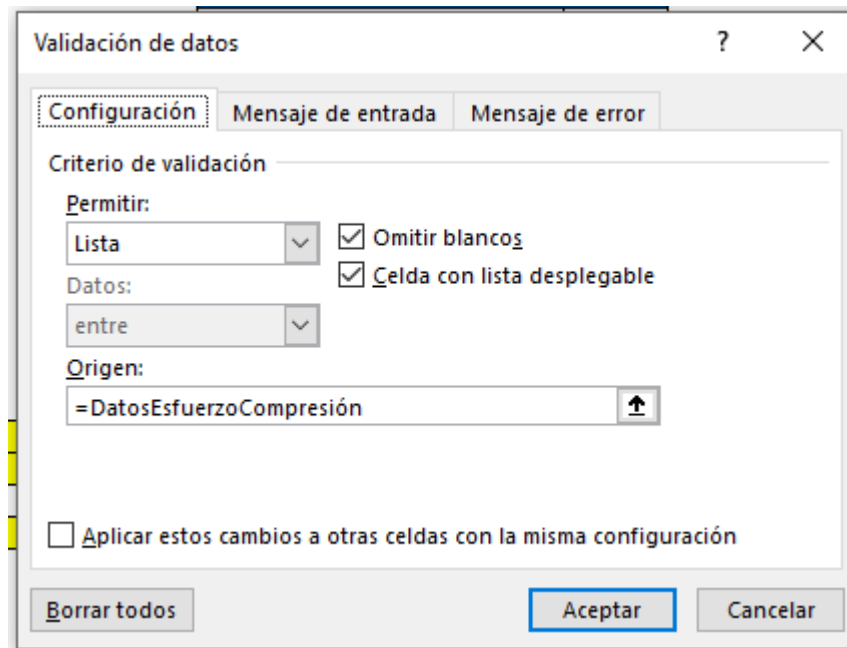 Validación de datos ?
Configuración Mensaje de entrada Mensaje de error
Criterio de validación
Permitir:
Lista Omitir blancos
Celda con lista desplegable
Datos:
entre
Origen:
=DatosEsfuerzoCompresión
Aplicar estos cambios a otras celdas con la misma configuración
Borrar todos Aceptar Cancelar